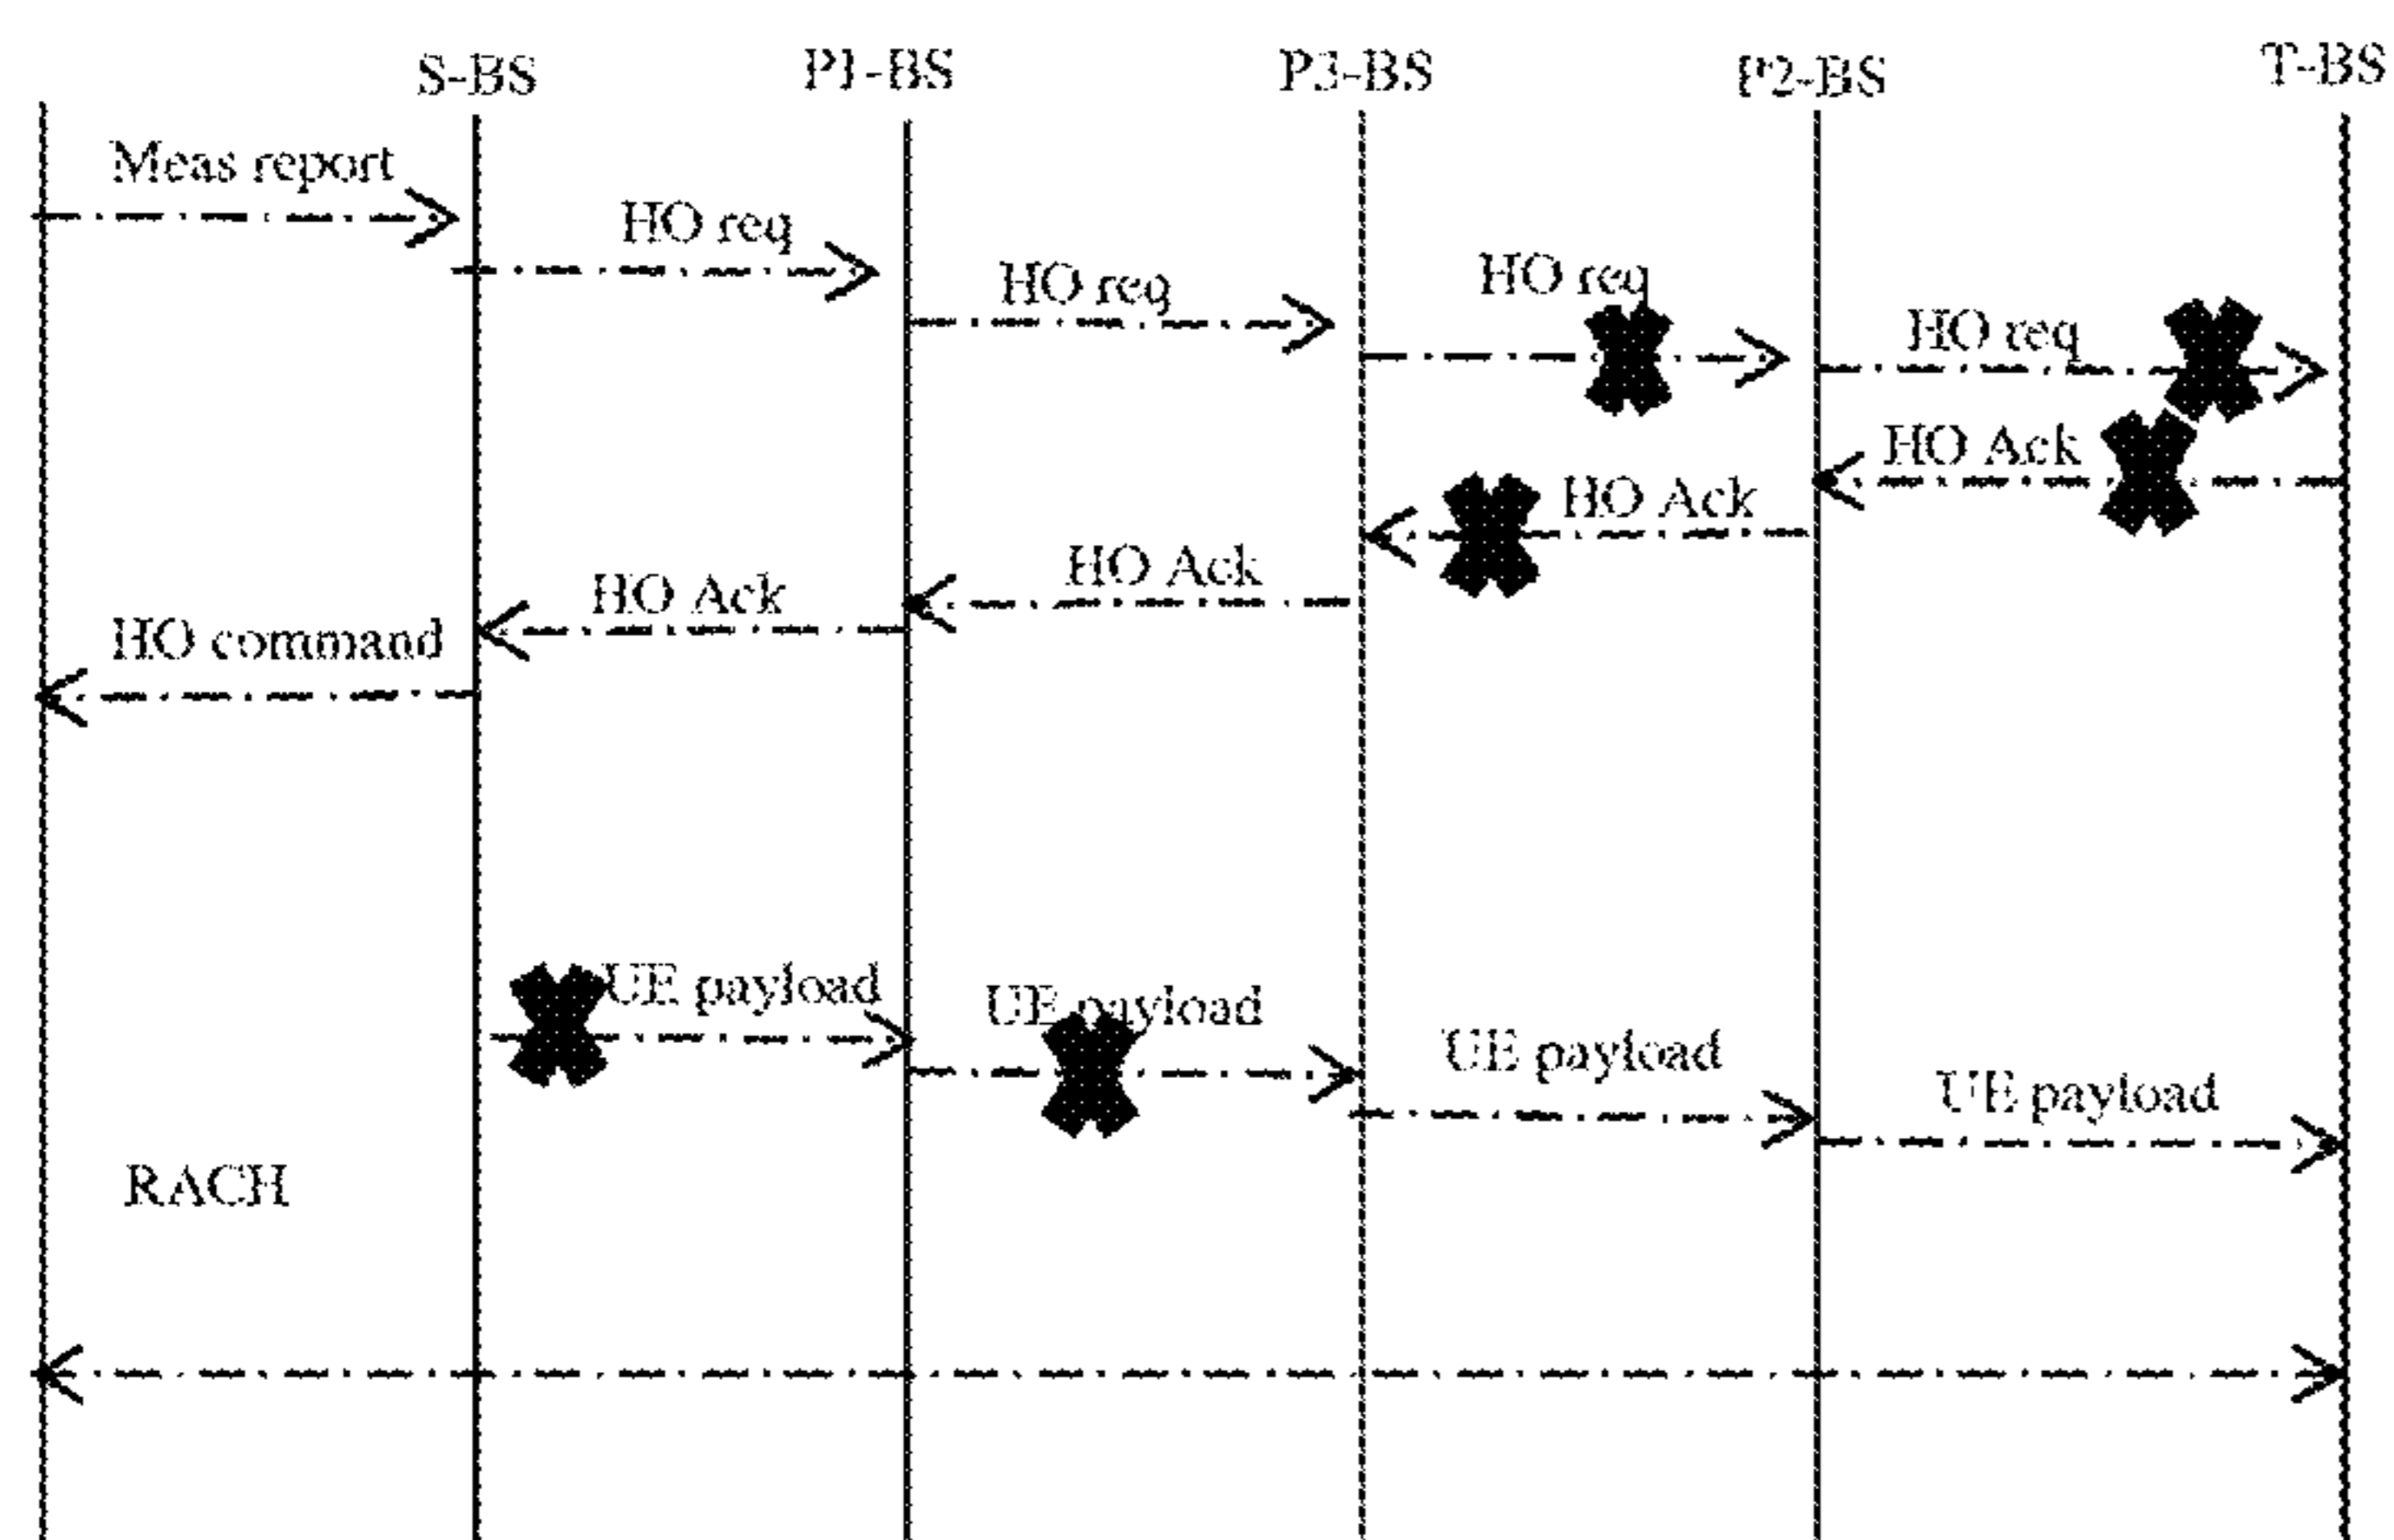 S-BS P1-BS P3-BS P2-BS T-BS
Meas report
HO req
HO req
HO req
HO req
HO Ack
HO Ack
HO Ack
HO Ack
HO command
UE payload
UE payload
UE payload
UE payload
RACH